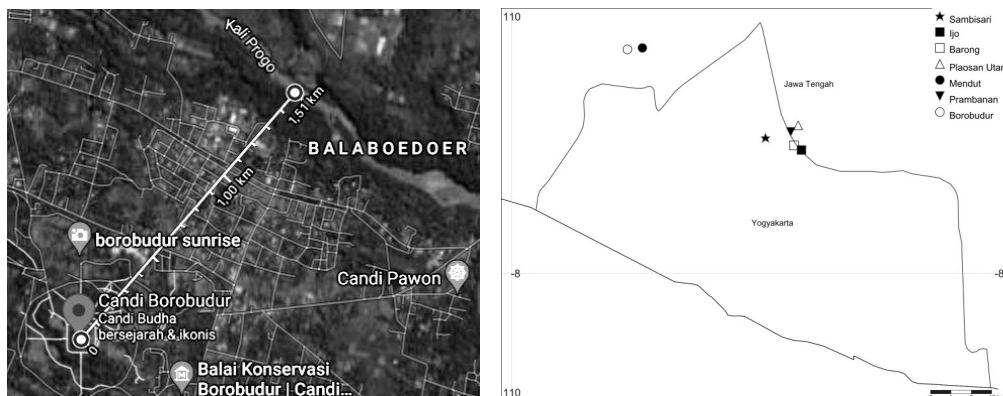 Kali Progo
1,51 km
BALABOEDOER
1,00 km
borobudur sunrise
Candi Pawon
Candi Borobudur
Candi Budha
bersejarah & ikonis
0
Balai Konservasi
Borobudur | Candi...
110
Sambisari
Ijo
Barong
Plaosan Utar
Mendut
Prambanan
Borobudur
Jawa Tengah
Yogyakarta
-8
-8
110